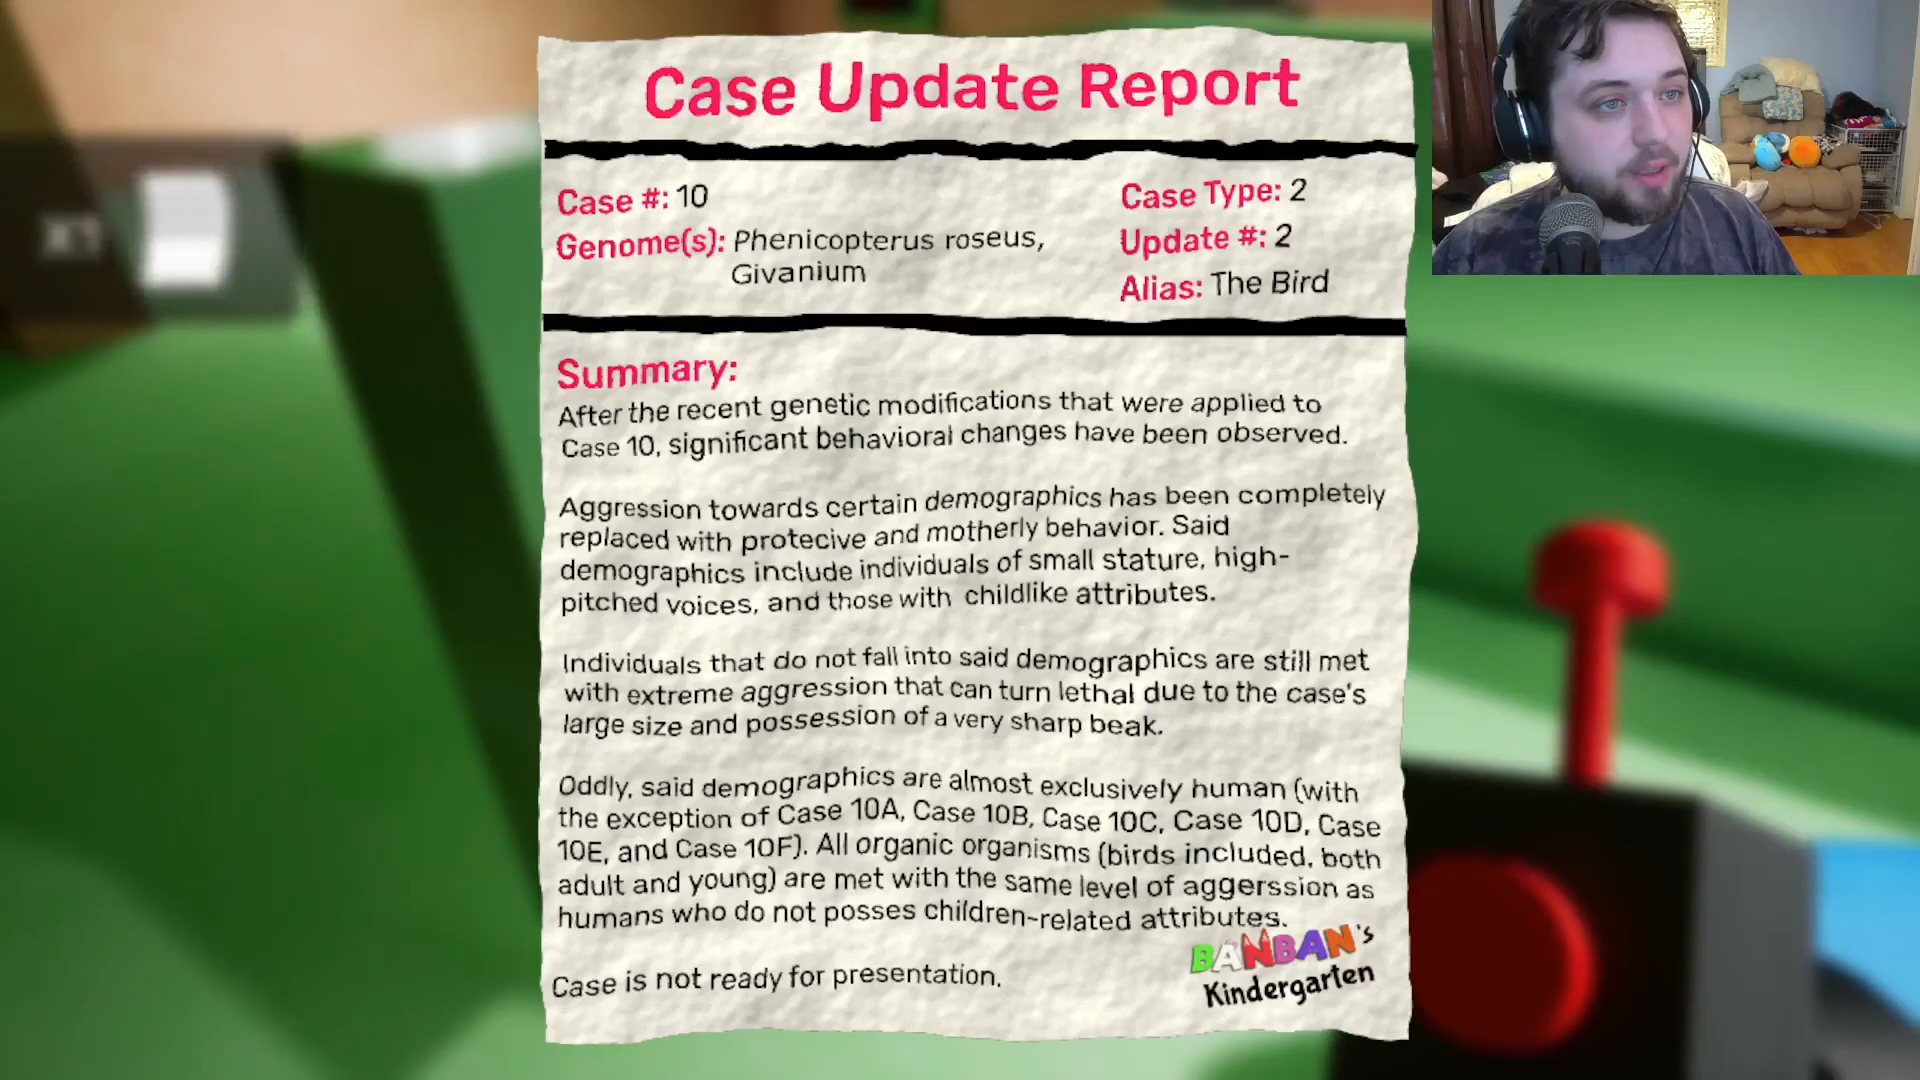 Case Update Report
Case #: 10
Genome(s): Phenicopterus roseus,
Givanium
Case Type: 2
Update #: 2
Alias: The Bird
Summary:
After the recent genetic modifications that were applied to
Case 10, significant behavioral changes have been observed.
Aggression towards certain demographics has been completely
replaced with protecive and motherly behavior. Said
demographics include individuals of small stature, high-
pitched voices, and those with childlike attributes.
Individuals that do not fall into said demographics are still met
with extreme aggression that can turn lethal due to the case's
large size and possession of a very sharp beak.
Oddly, said demographics are almost exclusively human (with
the exception of Case 10A, Case 10B, Case 10C, Case 10D, Case
10E, and Case 10F). All organic organisms (birds included, both
adult and young) are met with the same level of aggerssion as
humans who do not posses children-related attributes.
Case is not ready for presentation.
BANBAN's
Kindergarten